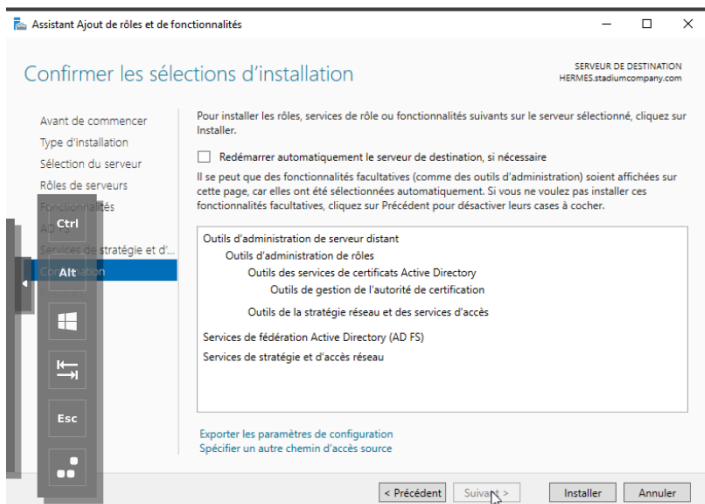 Assistant Ajout de rôles et de fonctionnalités
Confirmer les sélections d'installation
SERVEUR DE DESTINATION
HERMES.stadiumcompany.com
Avant de commencer
Type d'installation
Sélection du serveur
Rôles de serveurs
Fonctionnalités
AD FS
Services de stratégie et d'...
Confirmation
Ctrl
Alt
Esc
Pour installer les rôles, services de rôle ou fonctionnalités suivants sur le serveur sélectionné, cliquez sur
Installer.
Redémarrer automatiquement le serveur de destination, si nécessaire
Il se peut que des fonctionnalités facultatives (comme des outils d'administration) soient affichées sur
cette page, car elles ont été sélectionnées automatiquement. Si vous ne voulez pas installer ces
fonctionnalités facultatives, cliquez sur Précédent pour désactiver leurs cases à cocher.
Outils d'administration de serveur distant
Outils d'administration de rôles
Outils des services de certificats Active Directory
Outils de gestion de l'autorité de certification
Outils de la stratégie réseau et des services d'accès
Services de fédération Active Directory (AD FS)
Services de stratégie et d'accès réseau
Exporter les paramètres de configuration
Spécifier un autre chemin d'accès source
< Précédent
Suivant >
Installer
Annuler